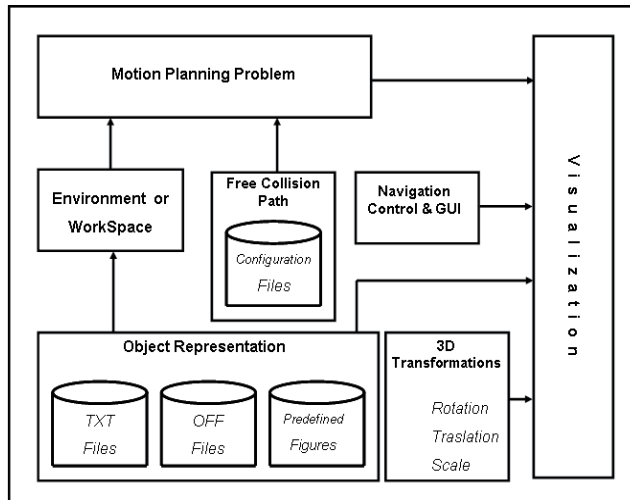 Motion Planning Problem
Environment or
WorkSpace
Free Collision
Path
Configuration
Files
Navigation
Control & GUI
Visualization
Object Representation
TXT
Files
OFF
Files
Predefined
Figures
3D
Transformations
Rotation
Traslation
Scale